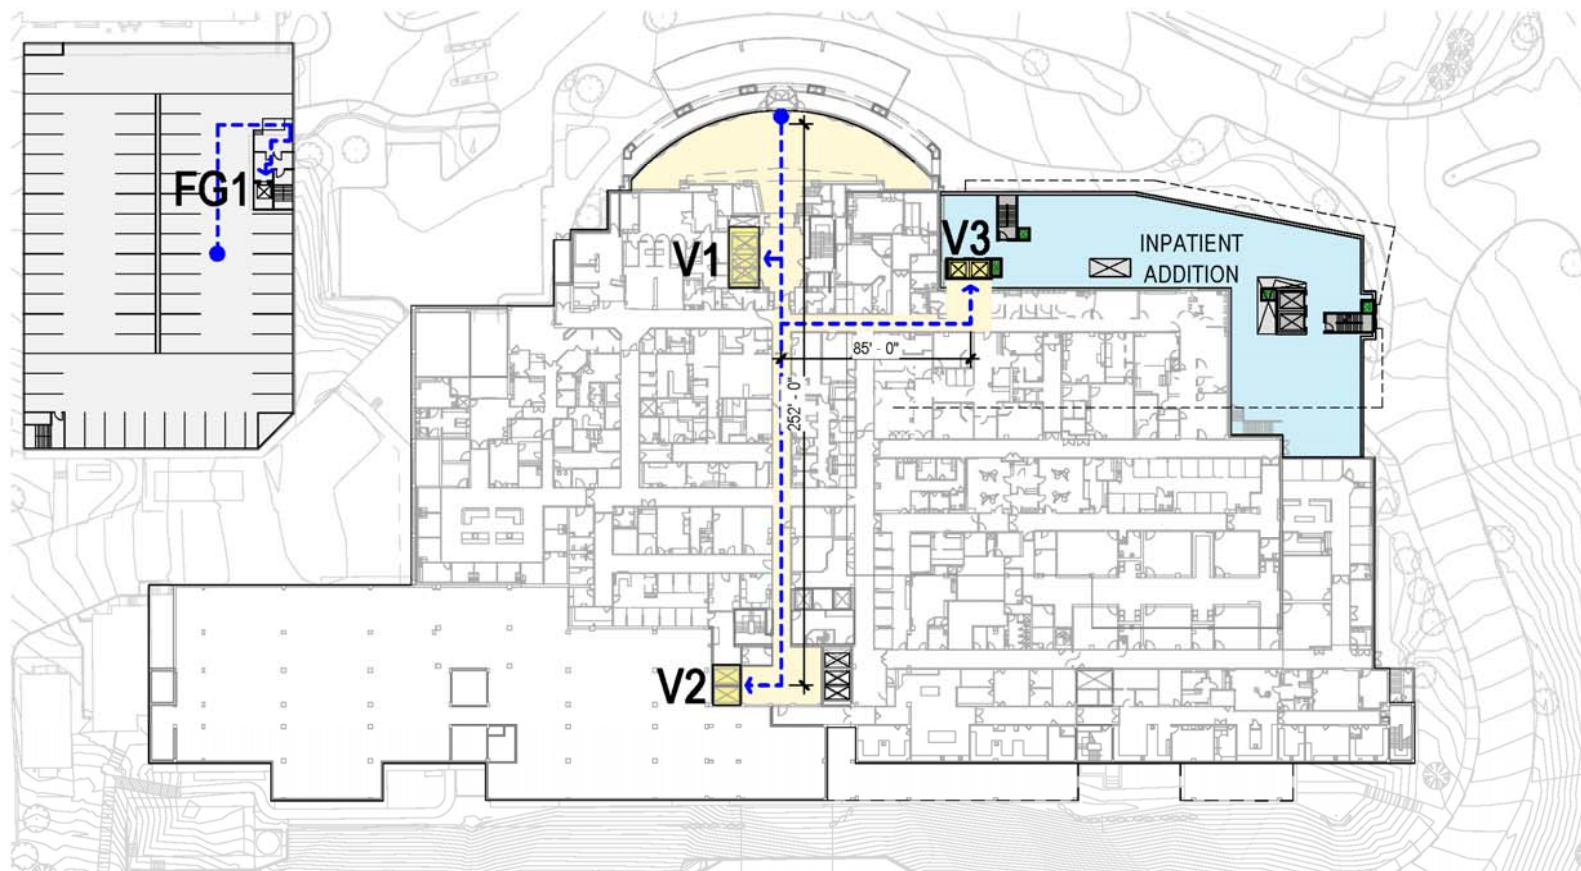 FG1
V1
V3
INPATIENT
ADDITION
85' - 0"
252' - 0"
V2